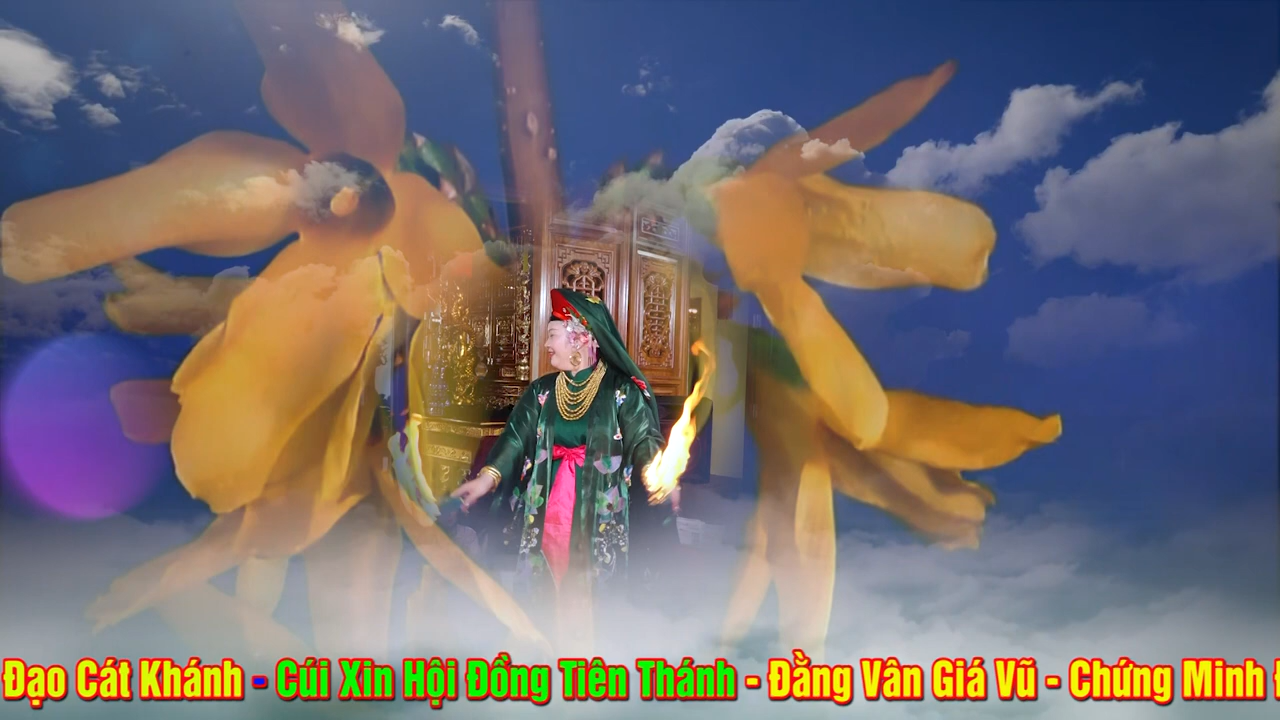 Đạo Cát Khánh - Cúi Xin Hội Đồng Tiên Thánh - Đằng Vân Giá Vũ - Chứng Minh